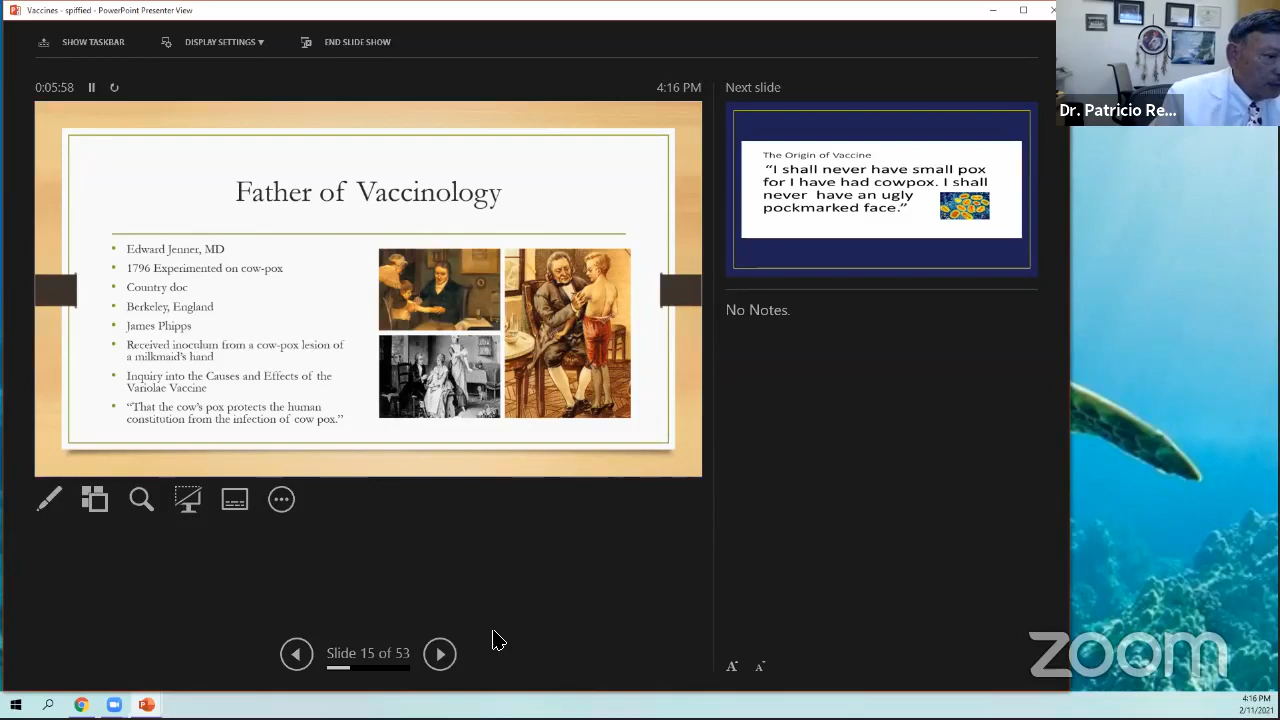 Vaccines - spiffied - PowerPoint Presenter View
SHOW TASKBAR
DISPLAY SETTINGS ▼
END SLIDE SHOW
0:05:58
4:16 PM
Father of Vaccinology
• Edward Jenner, MD
• 1796 Experimented on cow-pox
• Country doc
• Berkeley, England
• James Phipps
• Received inoculum from a cow-pox lesion of
a milkmaid's hand
• Inquiry into the Causes and Effects of the
Variolae Vaccine
• “That the cow's pox protects the human
constitution from the infection of cow pox.”
Slide 15 of 53
Next slide
The Origin of Vaccine
“I shall never have small pox
for I have had cowpox. I shall
never have an ugly
pockmarked face.”
No Notes.
A A
Dr. Patricio Re...
zoom
4:16 PM
2/11/2021